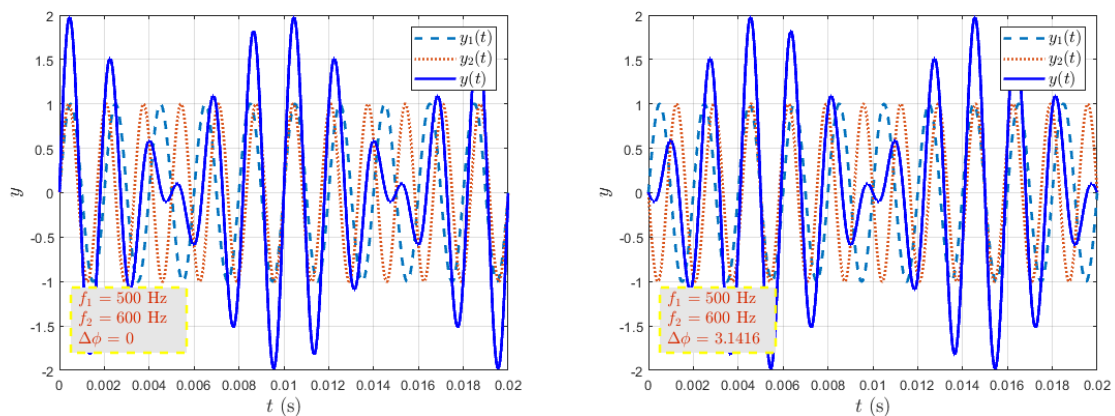 2
1.5
1
0.5
0
-0.5
-1
-1.5
-2
y
y₁(t)
y₂(t)
y(t)
f₁ = 500 Hz
f₂ = 600 Hz
Δϕ = 0
0 0.002 0.004 0.006 0.008 0.01 0.012 0.014 0.016 0.018 0.02
t (s)
2
1.5
1
0.5
0
-0.5
-1
-1.5
-2
y
y₁(t)
y₂(t)
y(t)
f₁ = 500 Hz
f₂ = 600 Hz
Δϕ = 3.1416
0 0.002 0.004 0.006 0.008 0.01 0.012 0.014 0.016 0.018 0.02
t (s)